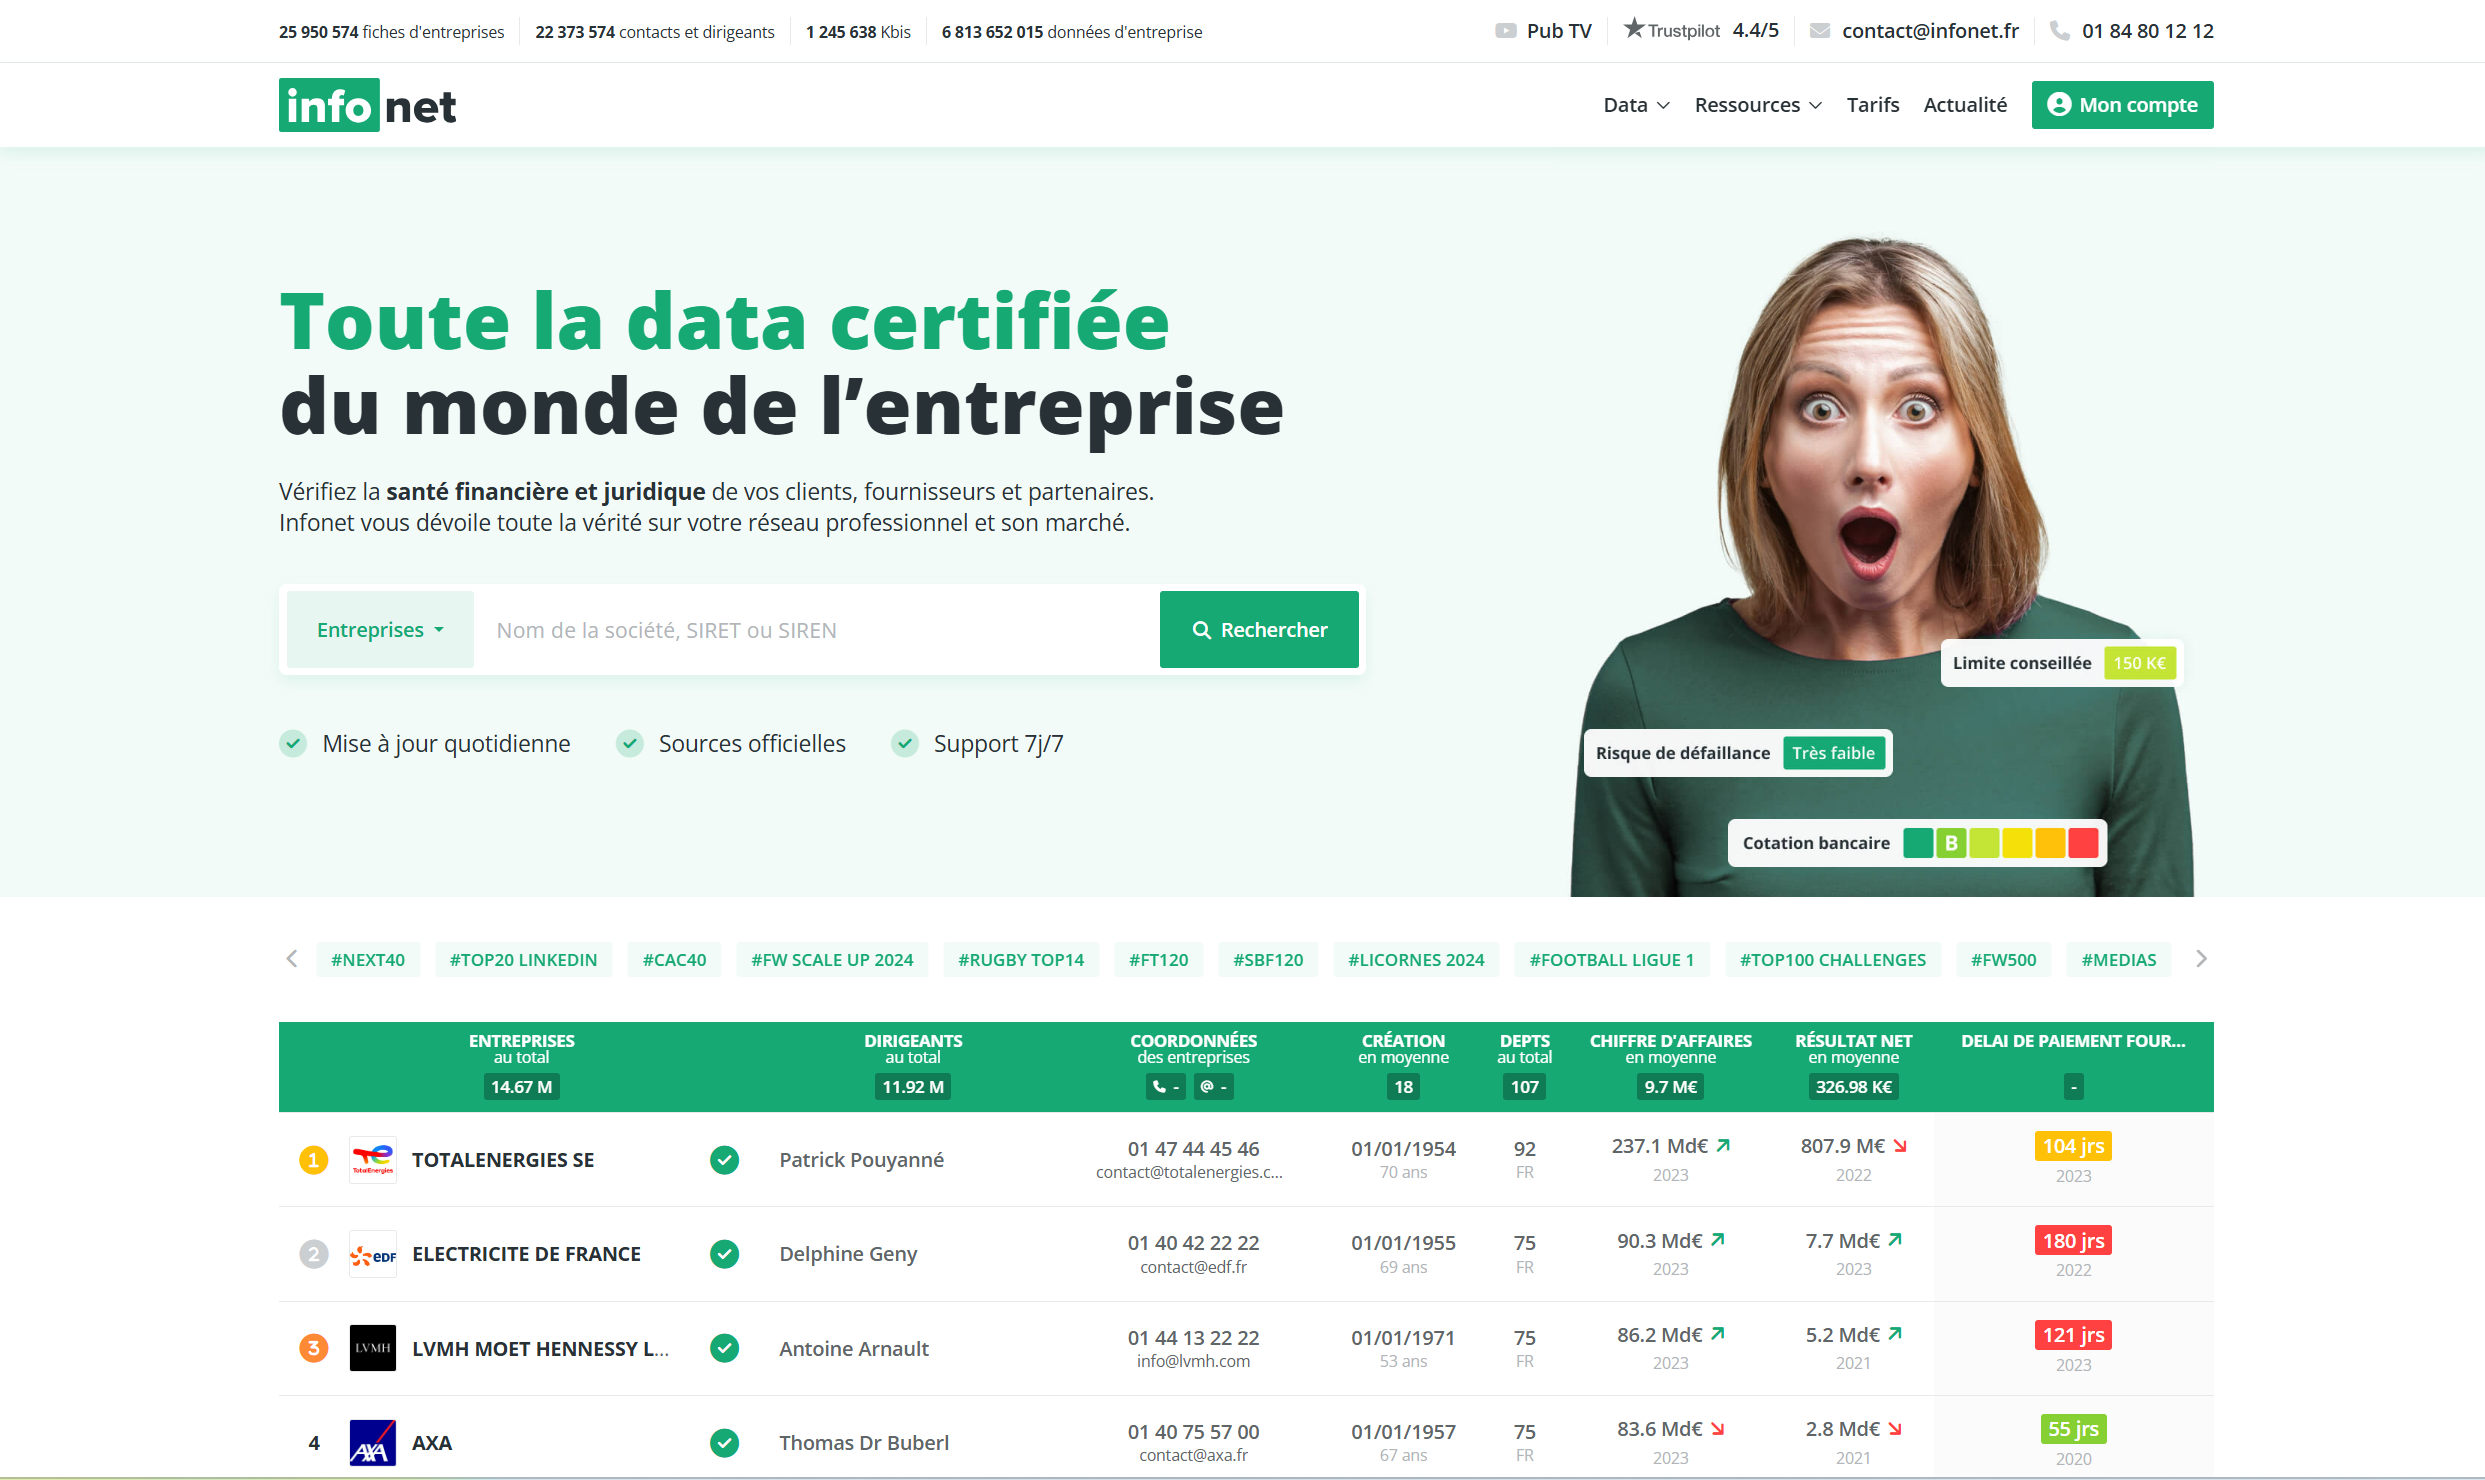 25 950 574 fiches d'entreprises 22 373 574 contacts et dirigeants 1 245 638 Kbis 6 813 652 015 données d'entreprise Pub TV Trustpilot 4.4/5 contact@infonet.fr 01 84 80 12 12
info net Data Ressources Tarifs Actualité Mon compte
Toute la data certifiée
du monde de l’entreprise
Vérifiez la santé financière et juridique de vos clients, fournisseurs et partenaires.
Infonet vous dévoile toute la vérité sur votre réseau professionnel et son marché.
Entreprises Nom de la société, SIRET ou SIREN Rechercher
Mise à jour quotidienne Sources officielles Support 7j/7
Limite conseillée 150 K€
Risque de défaillance Très faible
Cotation bancaire B
#NEXT40 #TOP20 LINKEDIN #CAC40 #FW SCALE UP 2024 #RUGBY TOP14 #FT120 #SBF120 #LICORNES 2024 #FOOTBALL LIGUE 1 #TOP100 CHALLENGES #FW500 #MEDIAS
ENTREPRISES DIRIGEANTS COORDONNÉES CRÉATION DEPTS CHIFFRE D'AFFAIRES RÉSULTAT NET DELAI DE PAIEMENT FOUR...
au total au total des entreprises en moyenne au total en moyenne en moyenne
14.67 M 11.92 M - @ - 18 107 9.7 M€ 326.98 K€ -
1 TotalEnergies TOTALENERGIES SE Patrick Pouyanné 01 47 44 45 46 01/01/1954 92 237.1 Md€ 807.9 M€ 104 jrs
contact@totalenergies.c... 70 ans FR 2023 2022 2023
2 eDF ELECTRICITE DE FRANCE Delphine Geny 01 40 42 22 22 01/01/1955 75 90.3 Md€ 7.7 Md€ 180 jrs
contact@edf.fr 69 ans FR 2023 2023 2022
3 LVMH LVMH MOET HENNESSY L... Antoine Arnault 01 44 13 22 22 01/01/1971 75 86.2 Md€ 5.2 Md€ 121 jrs
info@lvmh.com 53 ans FR 2023 2021 2023
4 AXA AXA Thomas Dr Buberl 01 40 75 57 00 01/01/1957 75 83.6 Md€ 2.8 Md€ 55 jrs
contact@axa.fr 67 ans FR 2023 2021 2020